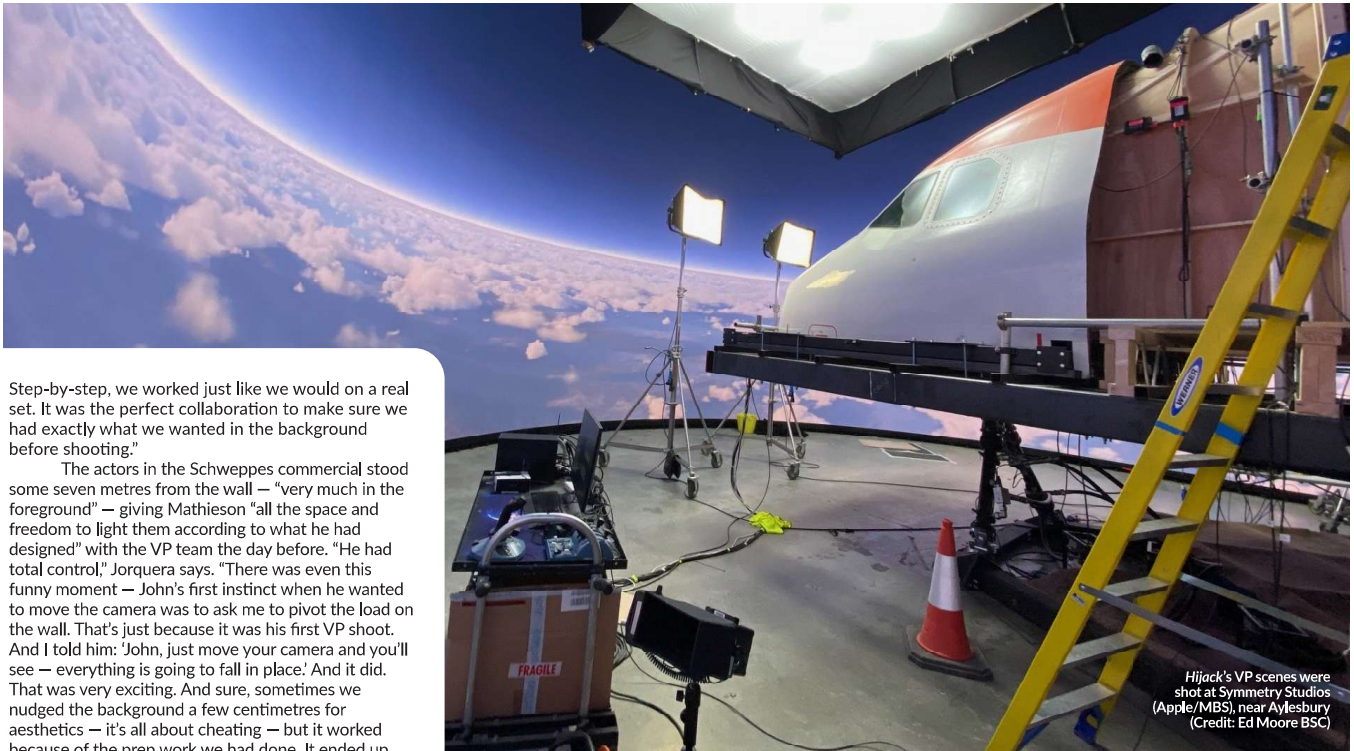 Step-by-step, we worked just like we would on a real
set. It was the perfect collaboration to make sure we
had exactly what we wanted in the background
before shooting.”
The actors in the Schweppes commercial stood
some seven metres from the wall — “very much in the
foreground” — giving Mathieson “all the space and
freedom to light them according to what he had
designed” with the VP team the day before. “He had
total control,” Jorquera says. “There was even this
funny moment — John’s first instinct when he wanted
to move the camera was to ask me to pivot the load on
the wall. That’s just because it was his first VP shoot.
And I told him: ‘John, just move your camera and you’ll
see — everything is going to fall in place.’ And it did.
That was very exciting. And sure, sometimes we
nudged the background a few centimetres for
aesthetics — it’s all about cheating — but it worked
because of the prep work we had done. It ended up
FRAGILE
WERNER
Hijack’s VP scenes were
shot at Symmetry Studios
(Apple/MBS), near Aylesbury
(Credit: Ed Moore BSC)